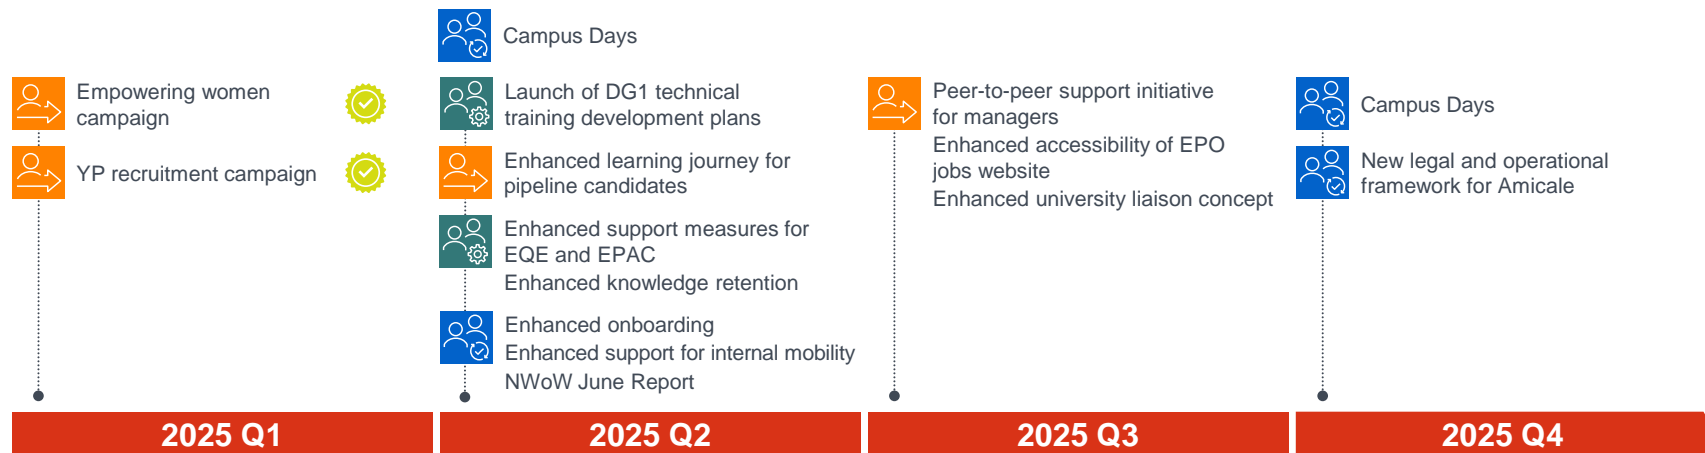 Empowering women
campaign
YP recruitment campaign
2025 Q1
Campus Days
Launch of DG1 technical
training development plans
Enhanced learning journey for
pipeline candidates
Enhanced support measures for
EQE and EPAC
Enhanced knowledge retention
Enhanced onboarding
Enhanced support for internal mobility
NWoW June Report
2025 Q2
Peer-to-peer support initiative
for managers
Enhanced accessibility of EPO
jobs website
Enhanced university liaison concept
2025 Q3
Campus Days
New legal and operational
framework for Amicale
2025 Q4